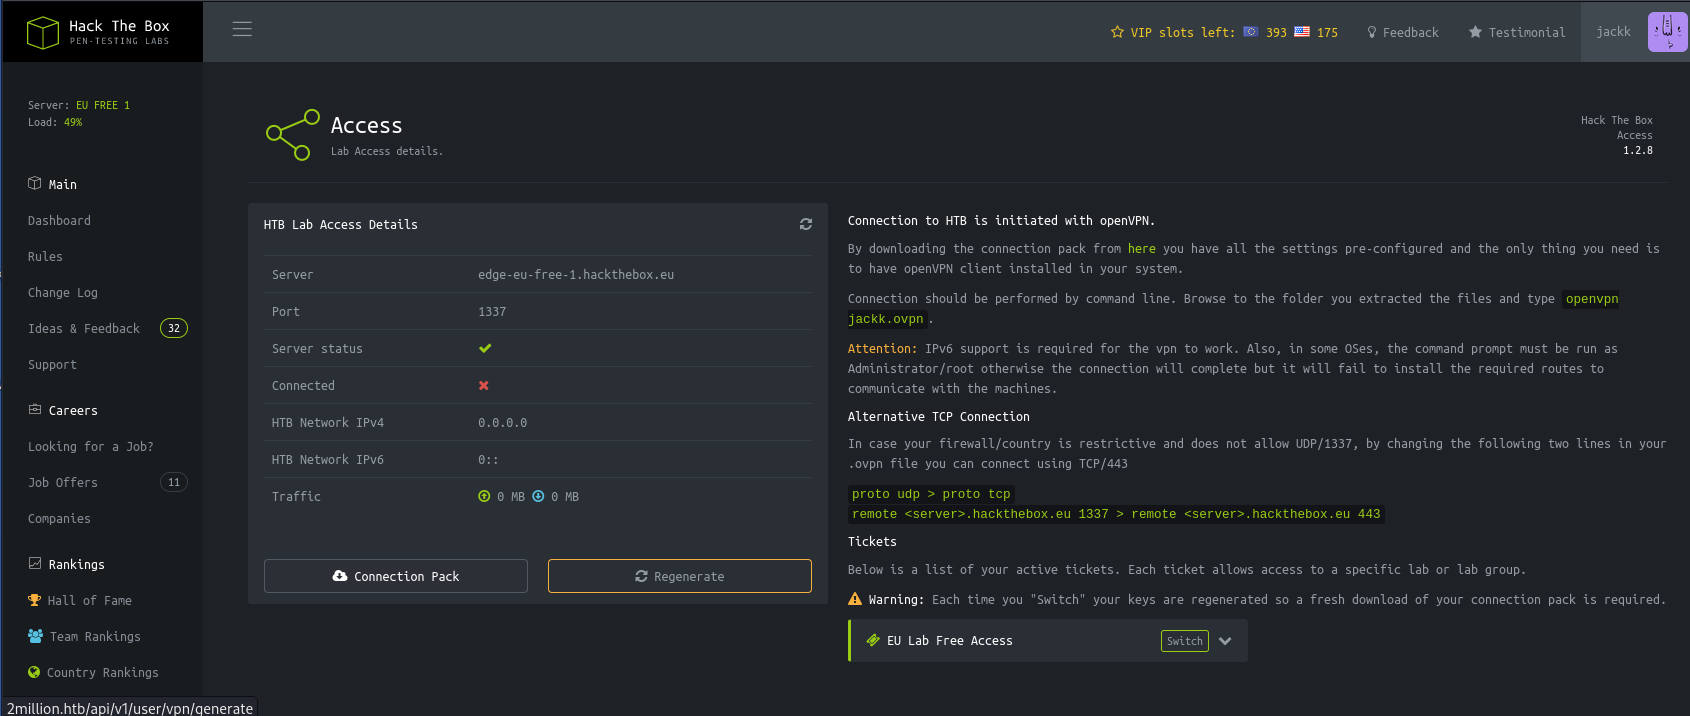 Hack The Box
PEN-TESTING LABS
VIP slots left: 393 175
Feedback
Testimonial
jackk
Server: EU FREE 1
Load: 49%
Main
Dashboard
Rules
Change Log
Ideas & Feedback 32
Support
Careers
Looking for a Job?
Job Offers 11
Companies
Rankings
Hall of Fame
Team Rankings
Country Rankings
2million.htb/api/v1/user/vpn/generate
Access
Lab Access details.
Hack The Box
Access
1.2.8
HTB Lab Access Details
Server edge-eu-free-1.hackthebox.eu
Port 1337
Server status
Connected
HTB Network IPv4 0.0.0.0
HTB Network IPv6 0::
Traffic 0 MB 0 MB
Connection Pack
Regenerate
Connection to HTB is initiated with openVPN.
By downloading the connection pack from here you have all the settings pre-configured and the only thing you need is
to have openVPN client installed in your system.
Connection should be performed by command line. Browse to the folder you extracted the files and type openvpn
jackk.ovpn .
Attention: IPv6 support is required for the vpn to work. Also, in some OSes, the command prompt must be run as
Administrator/root otherwise the connection will complete but it will fail to install the required routes to
communicate with the machines.
Alternative TCP Connection
In case your firewall/country is restrictive and does not allow UDP/1337, by changing the following two lines in your
.ovpn file you can connect using TCP/443
proto udp > proto tcp
remote <server>.hackthebox.eu 1337 > remote <server>.hackthebox.eu 443
Tickets
Below is a list of your active tickets. Each ticket allows access to a specific lab or lab group.
Warning: Each time you "Switch" your keys are regenerated so a fresh download of your connection pack is required.
EU Lab Free Access Switch